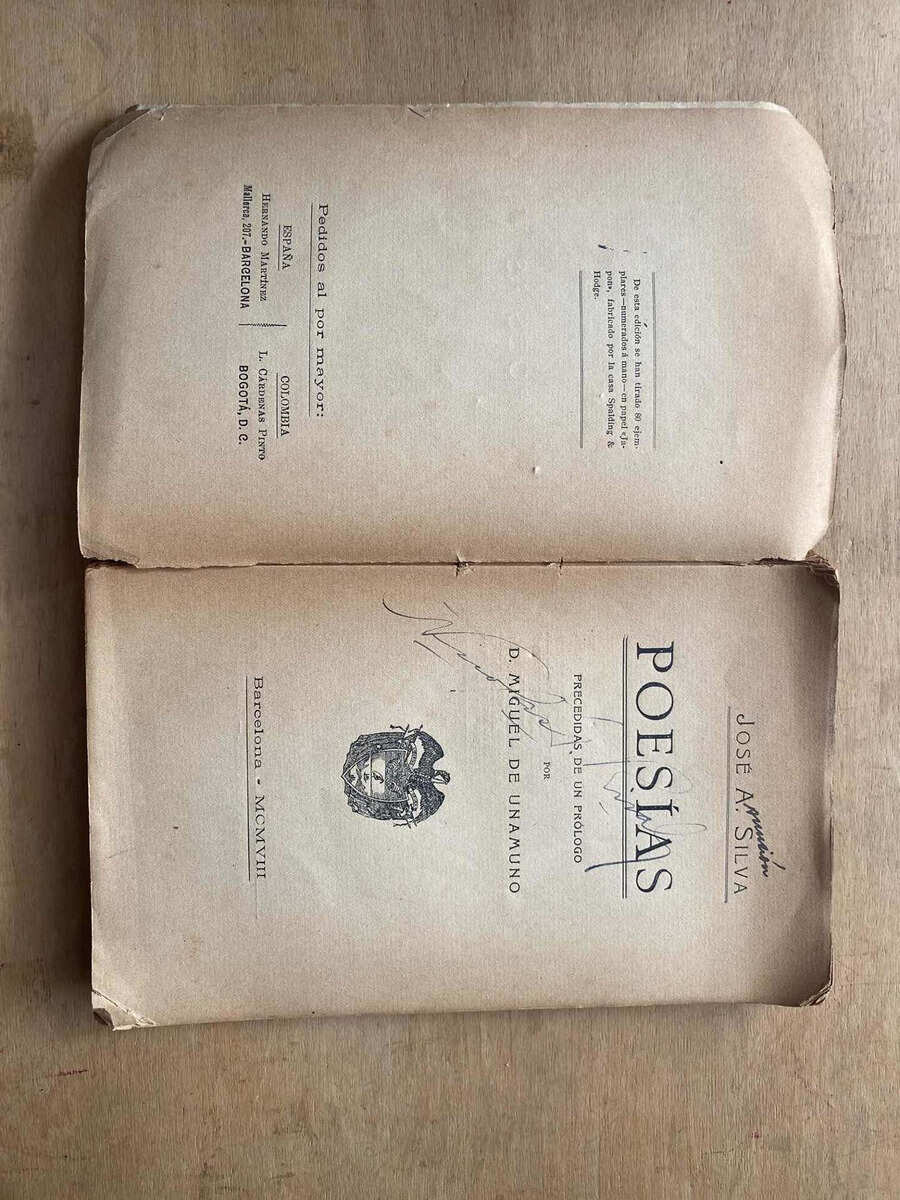 De esta edición se han tirado 80 ejem-
plares—numerados á mano—en papel «Ja-
pon», fabricado por la casa Spalding &
Hodge.
Pedidos al por mayor:
ESPAÑA
HERNANDO MARTÍNEZ
Mallorca, 207.-BARCELONA
COLOMBIA
L. CÁRDENAS PINTO
BOGOTÁ, D. C.
JOSÉ A. sunción SILVA
POESÍAS
PRECEDIDAS DE UN PRÓLOGO
POR
D. MIGUEL DE UNAMUNO
Barcelona - MCMVIII